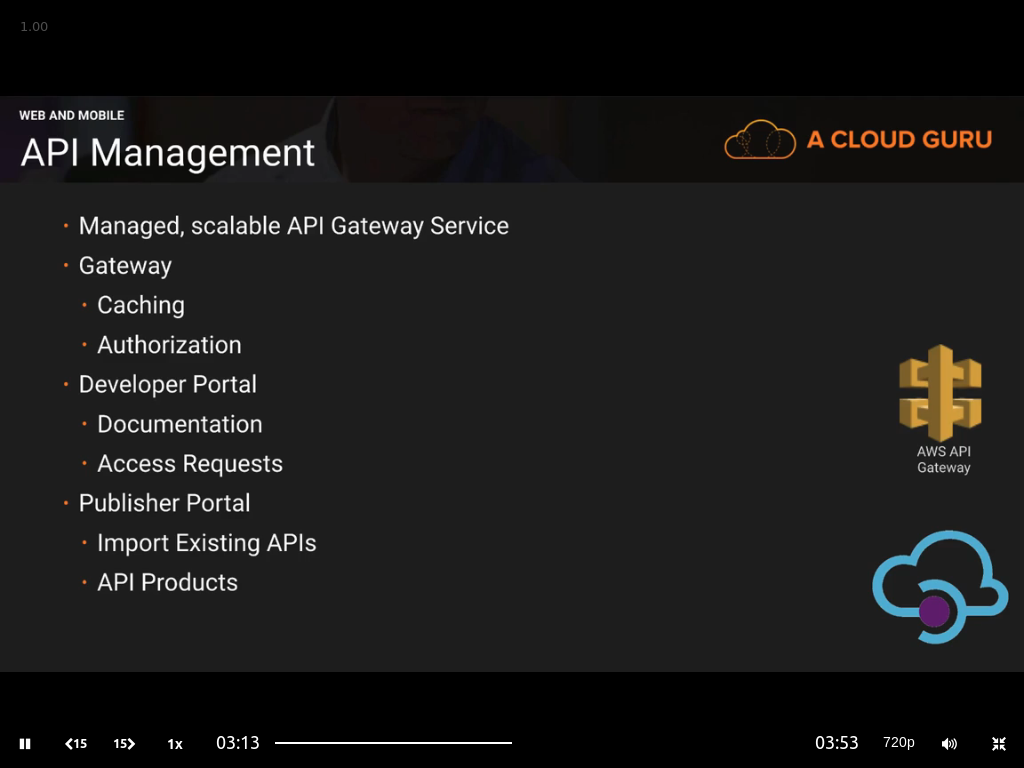 1.00
WEB AND MOBILE
API Management
A CLOUD GURU
• Managed, scalable API Gateway Service
• Gateway
• Caching
• Authorization
• Developer Portal
• Documentation
• Access Requests
• Publisher Portal
• Import Existing APIs
• API Products
AWS API
Gateway
15 15 1x 03:13 03:53 720p